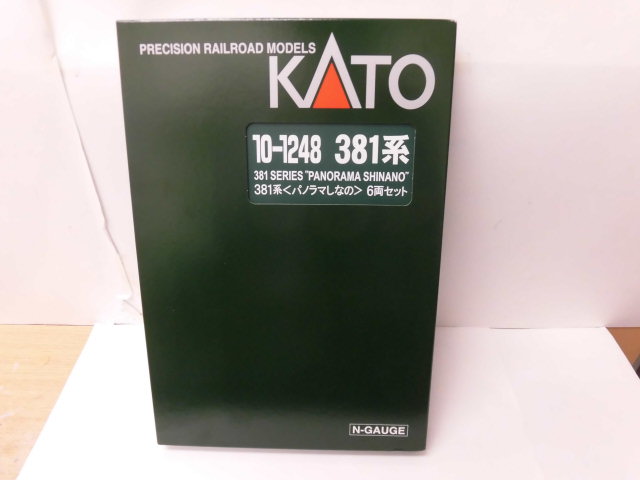 PRECISION RAILROAD MODELS
KATO
10-1248 381系
381 SERIES "PANORAMA SHINANO"
381系<パノラマしなの> 6両セット
N-GAUGE